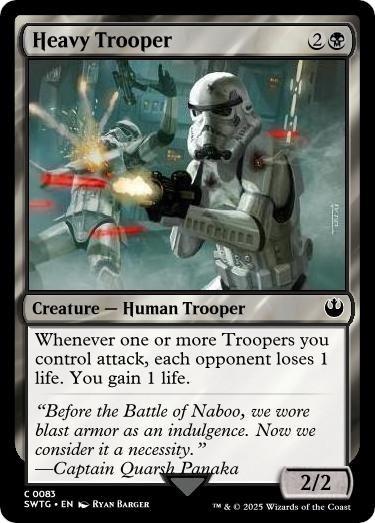 Heavy Trooper 2
Creature — Human Trooper
Whenever one or more Troopers you
control attack, each opponent loses 1
life. You gain 1 life.
“Before the Battle of Naboo, we wore
blast armor as an indulgence. Now we
consider it a necessity.”
—Captain Quarsh Panaka
2/2
C 0083
SWTG • EN Ryan Barger
™ & © 2025 Wizards of the Coast